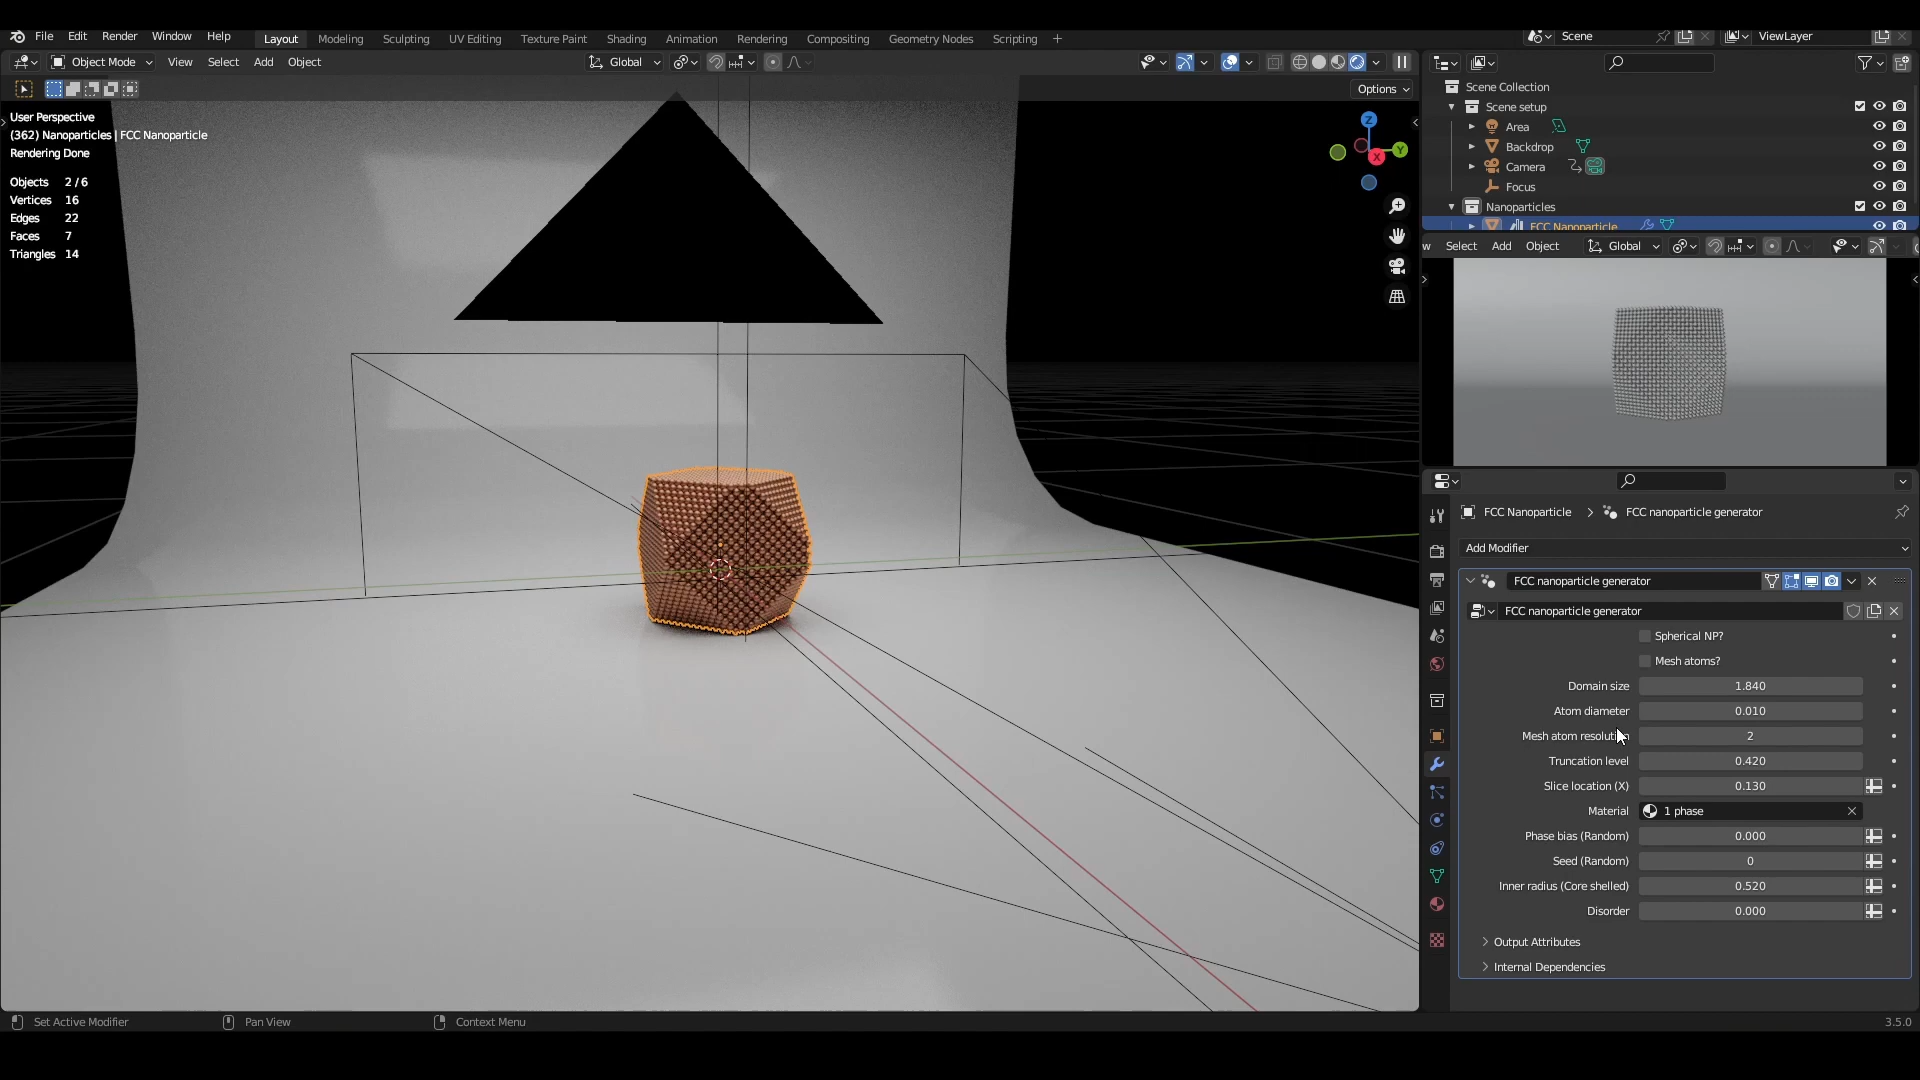 File Edit Render Window Help
Layout Modeling Sculpting UV Editing Texture Paint Shading Animation Rendering Compositing Geometry Nodes Scripting +
Scene
ViewLayer
Object Mode View Select Add Object
Global
Options
User Perspective
(362) Nanoparticles | FCC Nanoparticle
Rendering Done
Objects 2 / 6
Vertices 16
Edges 22
Faces 7
Triangles 14
Z
Y
X
Scene Collection
Scene setup
Area
Backdrop
Camera
Focus
Nanoparticles
FCC Nanoparticle
w Select Add Object Global
FCC Nanoparticle > FCC nanoparticle generator
Add Modifier
FCC nanoparticle generator
FCC nanoparticle generator
Spherical NP?
Mesh atoms?
Domain size 1.840
Atom diameter 0.010
Mesh atom resolution 2
Truncation level 0.420
Slice location (X) 0.130
Material 1 phase
Phase bias (Random) 0.000
Seed (Random) 0
Inner radius (Core shelled) 0.520
Disorder 0.000
Output Attributes
Internal Dependencies
Set Active Modifier Pan View Context Menu
3.5.0